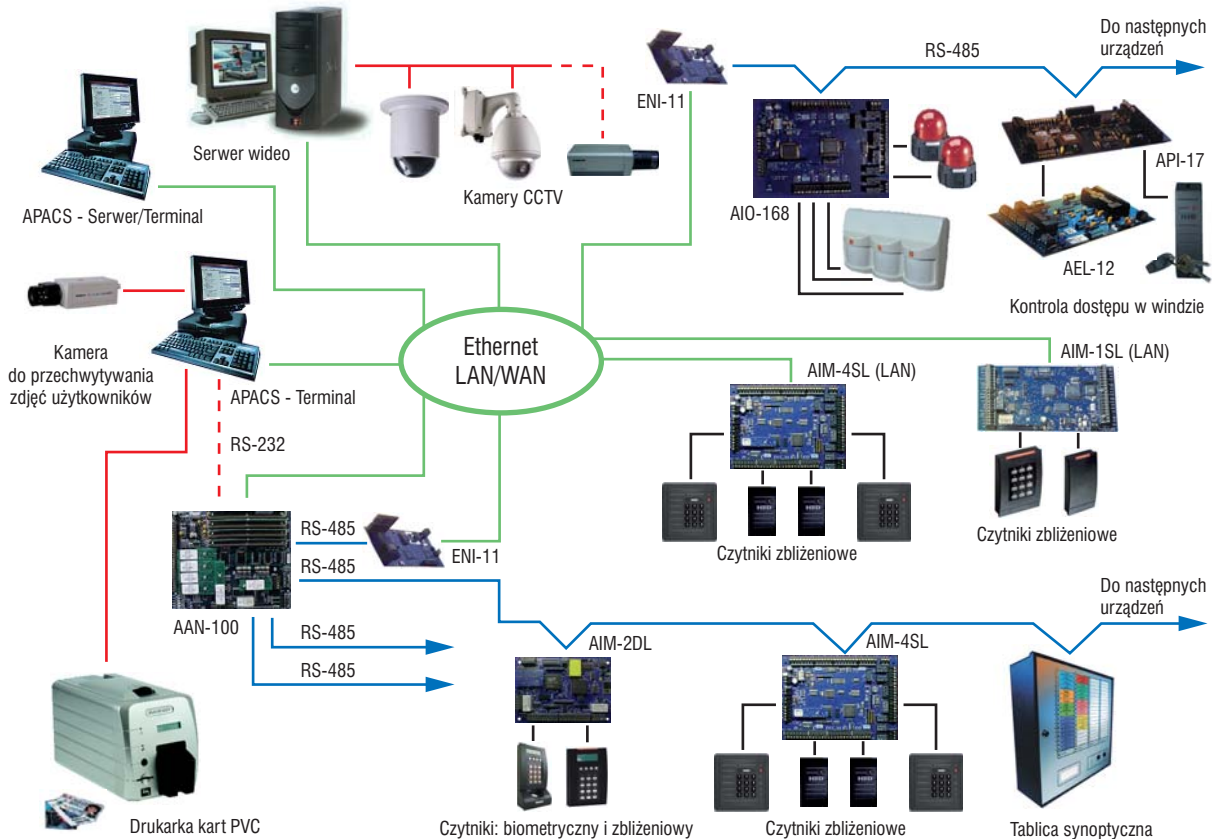 Do następnych
urządzeń
RS-485
ENI-11
Serwer wideo
Kamery CCTV
API-17
APACS - Serwer/Terminal
AIO-168
AEL-12
Kontrola dostępu w windzie
Ethernet
LAN/WAN
AIM-1SL (LAN)
AIM-4SL (LAN)
Kamera
do przechwytywania
zdjęć użytkowników
APACS - Terminal
RS-232
Czytniki zbliżeniowe
Czytniki zbliżeniowe
RS-485
ENI-11
RS-485
AAN-100
RS-485
RS-485
Do następnych
urządzeń
AIM-2DL
AIM-4SL
Drukarka kart PVC
Czytniki: biometryczny i zbliżeniowy
Czytniki zbliżeniowe
Tablica synoptyczna